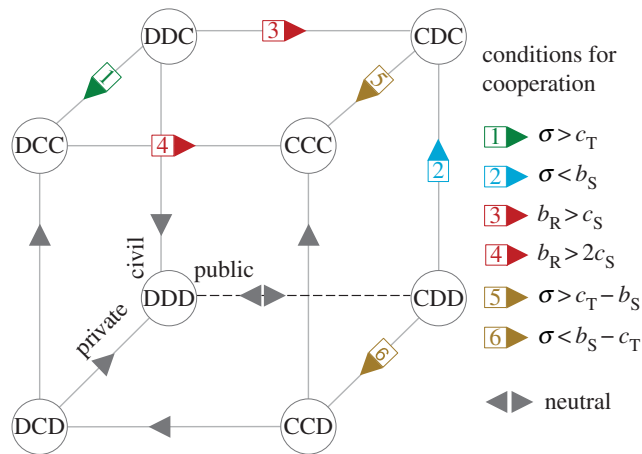 DDC
3
CDC
conditions for
cooperation
1
5
DCC
4
CCC
1 σ > c_T
2
2 σ < b_S
3 b_R > c_S
4 b_R > 2c_S
civil
public
DDD
CDD
5 σ > c_T – b_S
private
6
6 σ < b_S – c_T
DCD
CCD
neutral